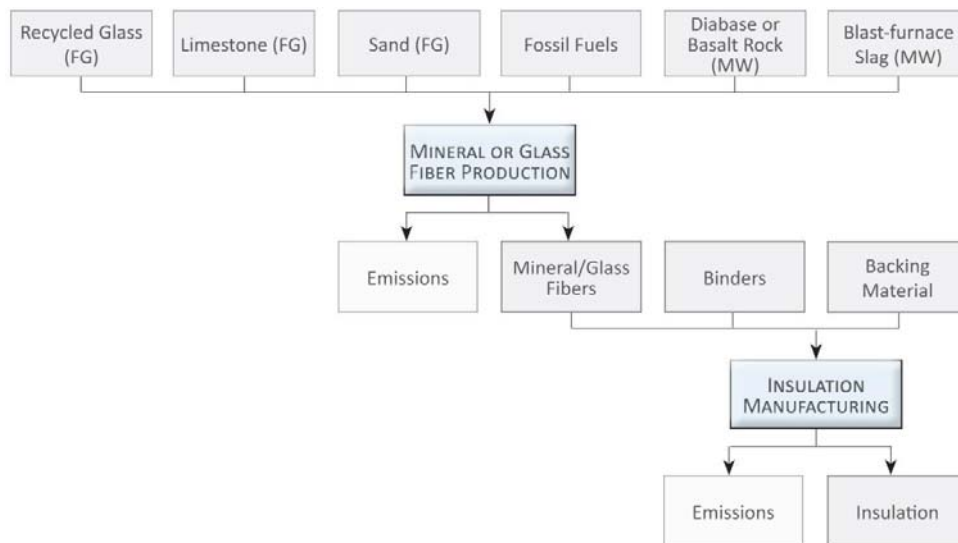 Recycled Glass
(FG)
Limestone (FG)
Sand (FG)
Fossil Fuels
Diabase or
Basalt Rock
(MW)
Blast-furnace
Slag (MW)
MINERAL OR GLASS
FIBER PRODUCTION
Emissions
Mineral/Glass
Fibers
Binders
Backing
Material
INSULATION
MANUFACTURING
Emissions
Insulation